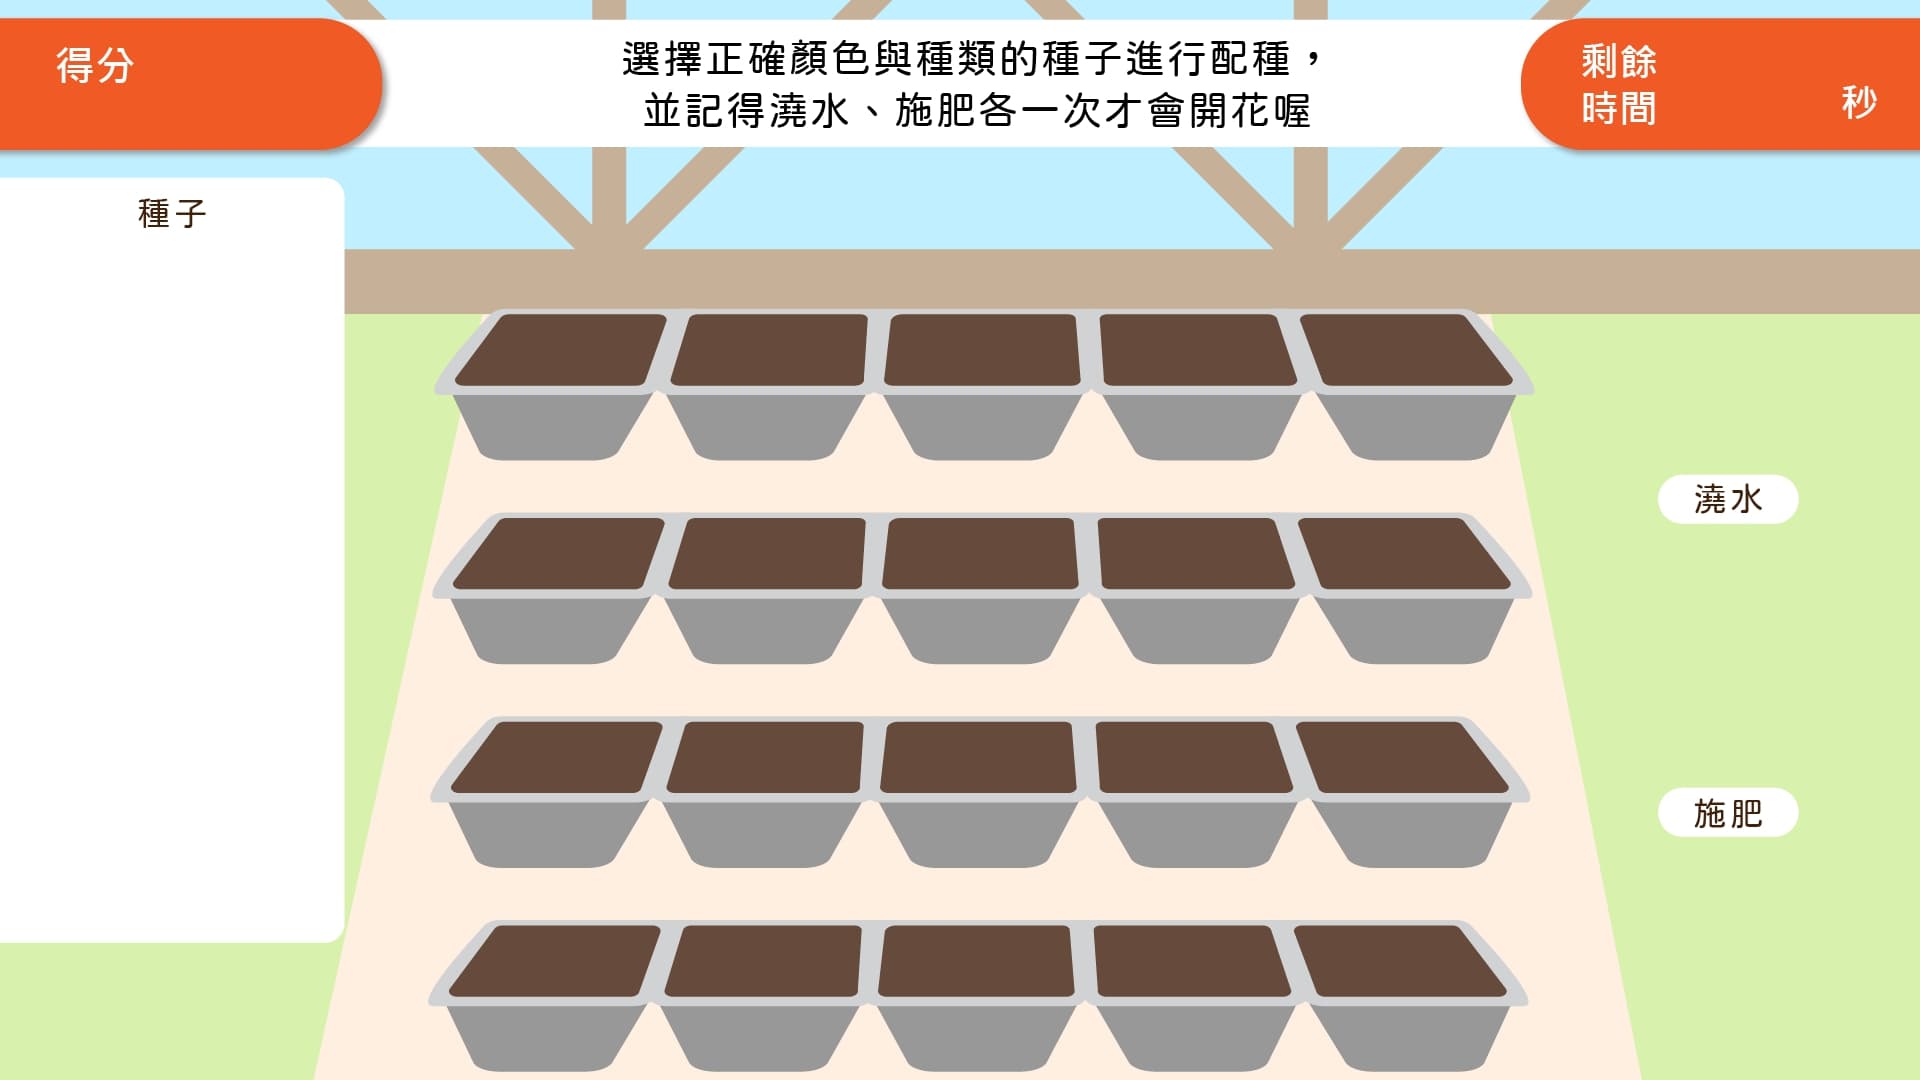 得分
選擇正確顏色與種類的種子進行配種，
並記得澆水、施肥各一次才會開花喔
剩餘
時間
秒
種子
澆水
施肥